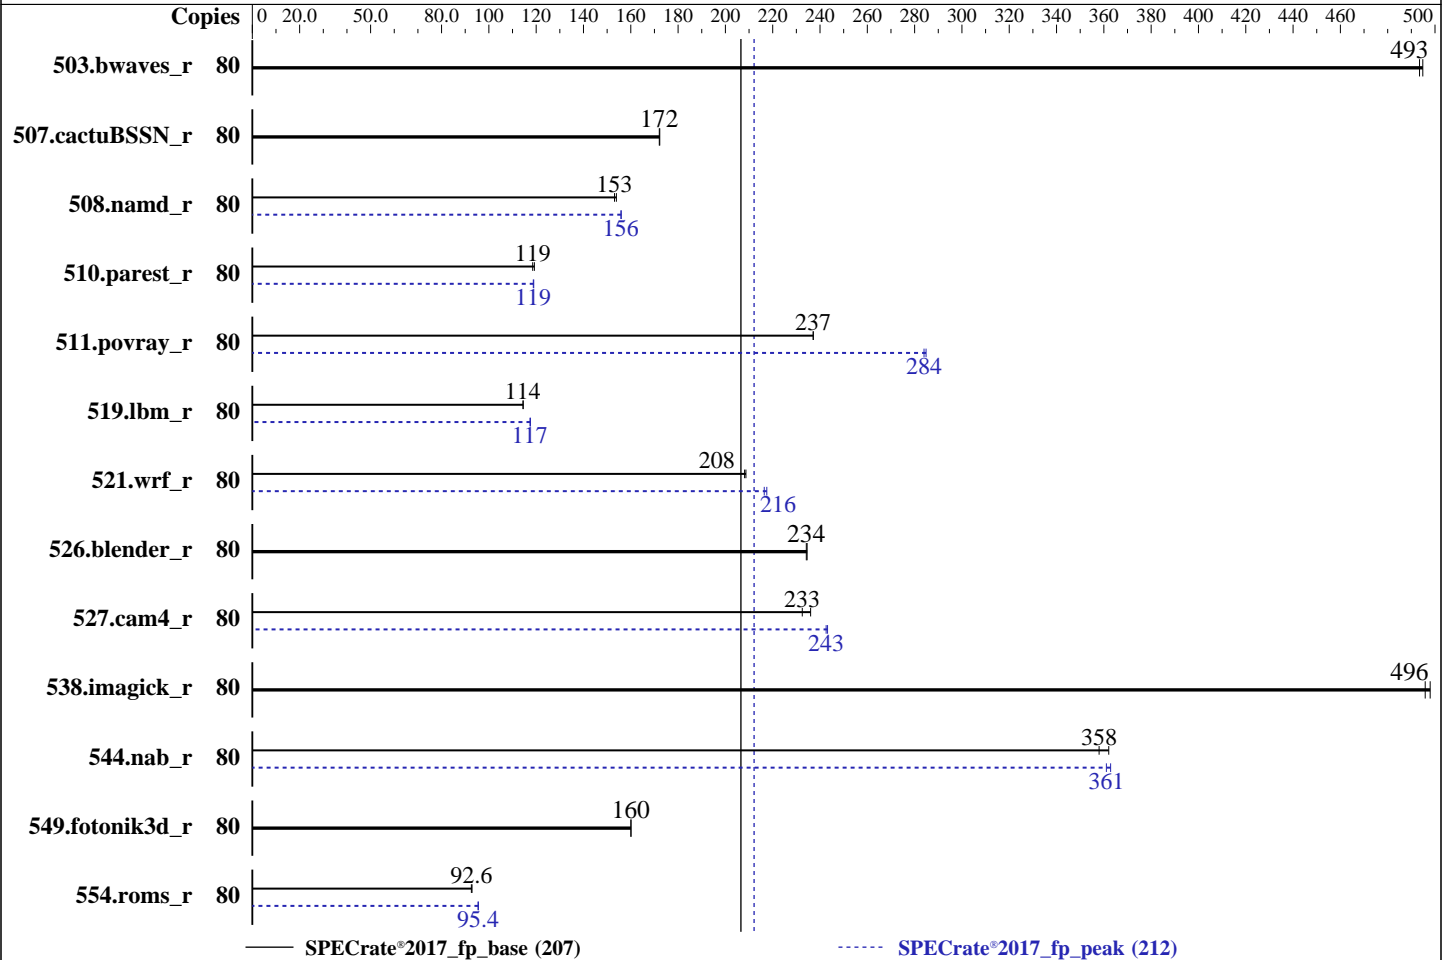 Copies 0 20.0 50.0 80.0 100 120 140 160 180 200 220 240 260 280 300 320 340 360 380 400 420 440 460 500
503.bwaves_r 80 493
507.cactuBSSN_r 80 172
508.namd_r 80 153
156
510.parest_r 80 119
119
511.povray_r 80 237
284
519.lbm_r 80 114
117
521.wrf_r 80 208
216
526.blender_r 80 234
527.cam4_r 80 233
243
538.imagick_r 80 496
544.nab_r 80 358
361
549.fotonik3d_r 80 160
554.roms_r 80 92.6
95.4
SPECrate®2017_fp_base (207) SPECrate®2017_fp_peak (212)